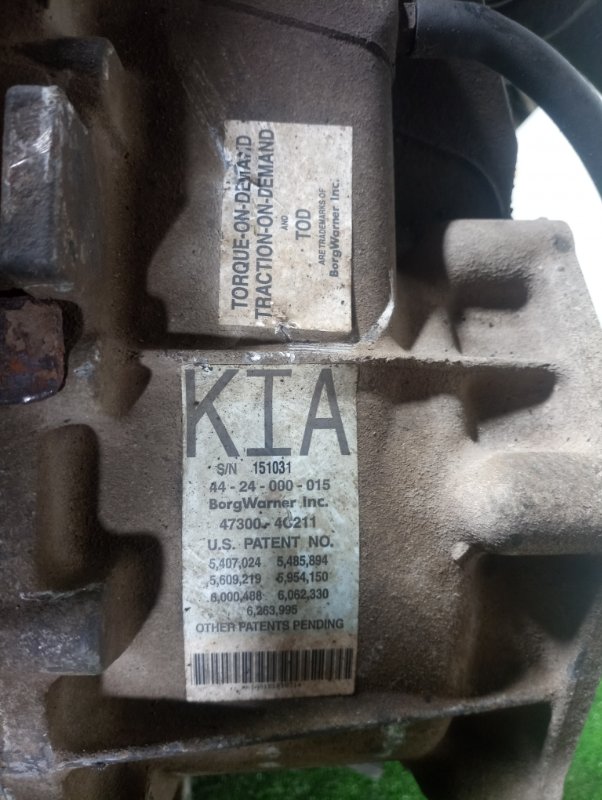 TORQUE-ON-DEMAND
TRACTION-ON-DEMAND
AND
TOD
ARE TRADEMARKS OF
BorgWarner Inc.
KIA
S/N 151031
44 - 24 - 000 - 015
BorgWarner Inc.
47300 - 4C211
U.S. PATENT NO.
5,407,024 5,485,894
5,609,219 5,954,150
6,000,488 6,062,330
6,263,995
OTHER PATENTS PENDING